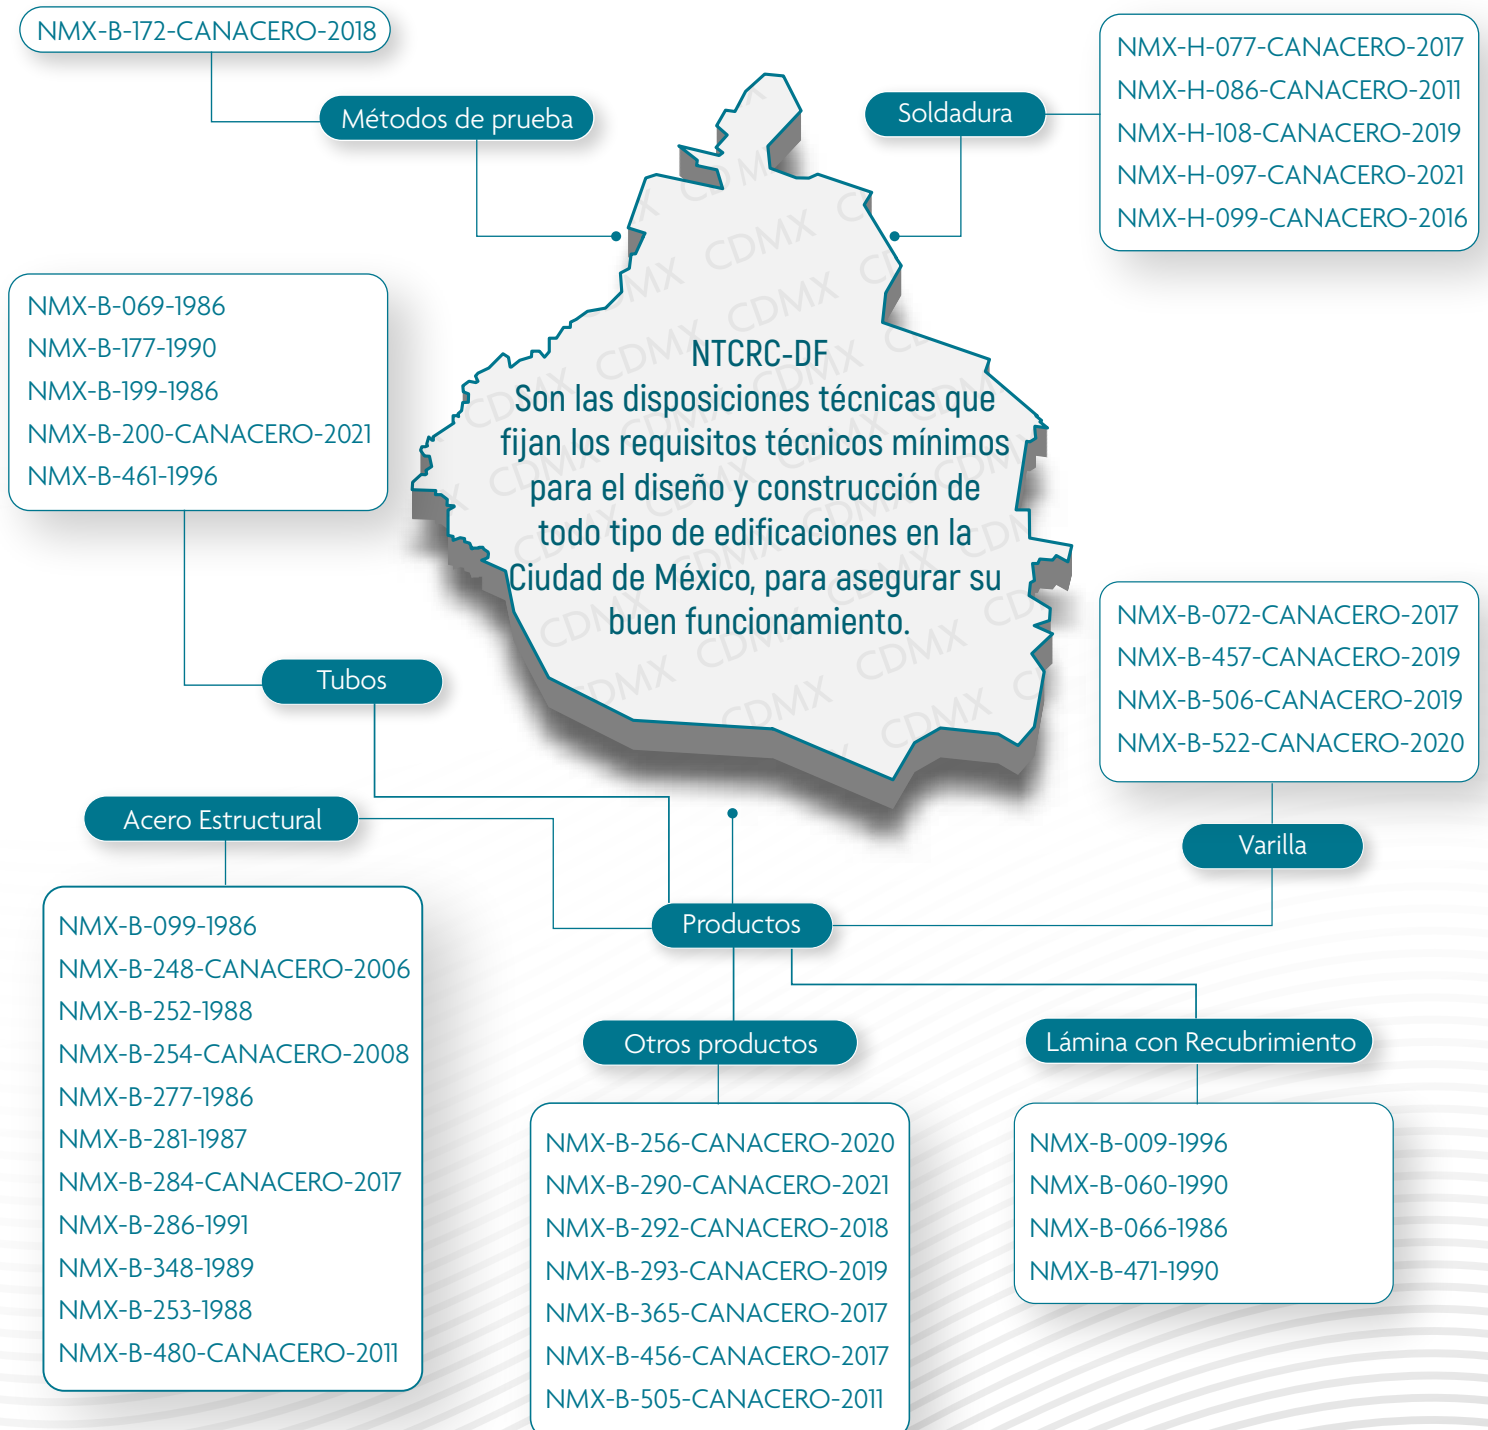 NMX-B-172-CANACERO-2018
Métodos de prueba
Soldadura
NMX-H-077-CANACERO-2017
NMX-H-086-CANACERO-2011
NMX-H-108-CANACERO-2019
NMX-H-097-CANACERO-2021
NMX-H-099-CANACERO-2016
NMX-B-069-1986
NMX-B-177-1990
NMX-B-199-1986
NMX-B-200-CANACERO-2021
NMX-B-461-1996
Tubos
NTCRC-DF
Son las disposiciones técnicas que
fijan los requisitos técnicos mínimos
para el diseño y construcción de
todo tipo de edificaciones en la
Ciudad de México, para asegurar su
buen funcionamiento.
CDMX CDMX CDMX CDMX
NMX-B-072-CANACERO-2017
NMX-B-457-CANACERO-2019
NMX-B-506-CANACERO-2019
NMX-B-522-CANACERO-2020
Varilla
Acero Estructural
NMX-B-099-1986
NMX-B-248-CANACERO-2006
NMX-B-252-1988
NMX-B-254-CANACERO-2008
NMX-B-277-1986
NMX-B-281-1987
NMX-B-284-CANACERO-2017
NMX-B-286-1991
NMX-B-348-1989
NMX-B-253-1988
NMX-B-480-CANACERO-2011
Productos
Otros productos
NMX-B-256-CANACERO-2020
NMX-B-290-CANACERO-2021
NMX-B-292-CANACERO-2018
NMX-B-293-CANACERO-2019
NMX-B-365-CANACERO-2017
NMX-B-456-CANACERO-2017
NMX-B-505-CANACERO-2011
Lámina con Recubrimiento
NMX-B-009-1996
NMX-B-060-1990
NMX-B-066-1986
NMX-B-471-1990